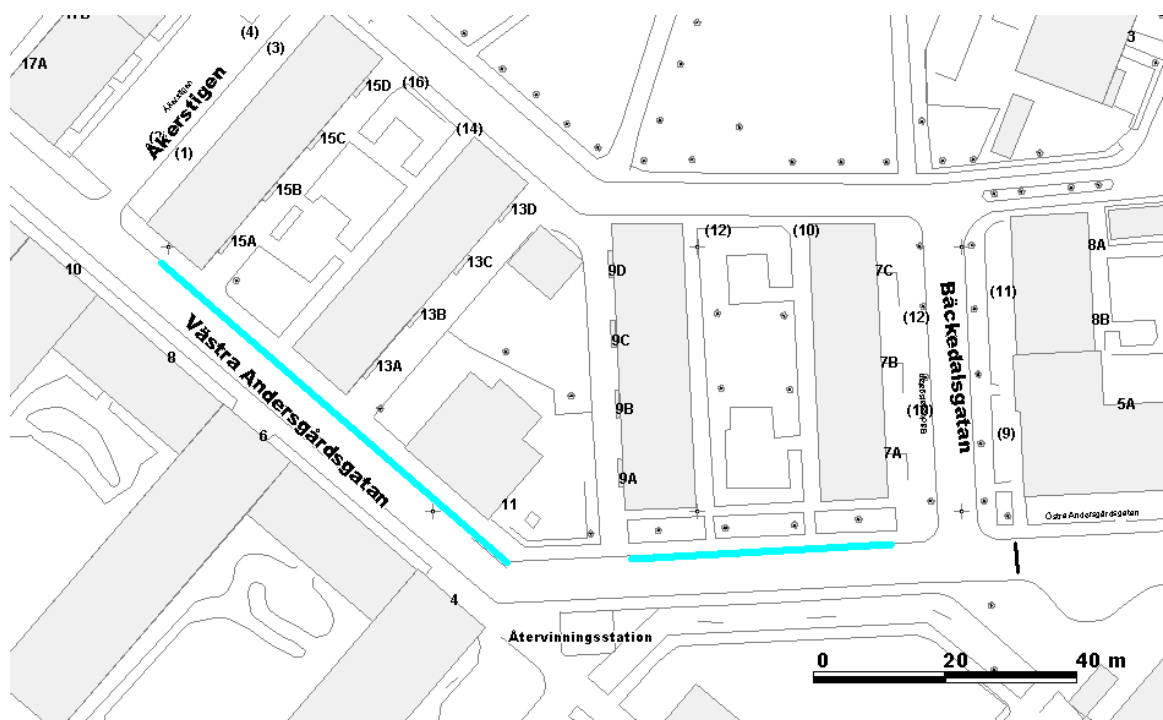 17A
(4)
(3)
Åkerstigen
Åkerstigen
(1)
15D
(16)
15C
(14)
15B
15A
3
13D
13C
13B
13A
10
8
6
4
Västra Andersgårdsgatan
11
9D
9C
9B
9A
(12)
(10)
7C
(12)
7B
7A
Bäckedalsgatan
(11)
(9)
8A
8B
5A
Östra Andersgårdsgatan
Återvinningsstation
0 20 40 m